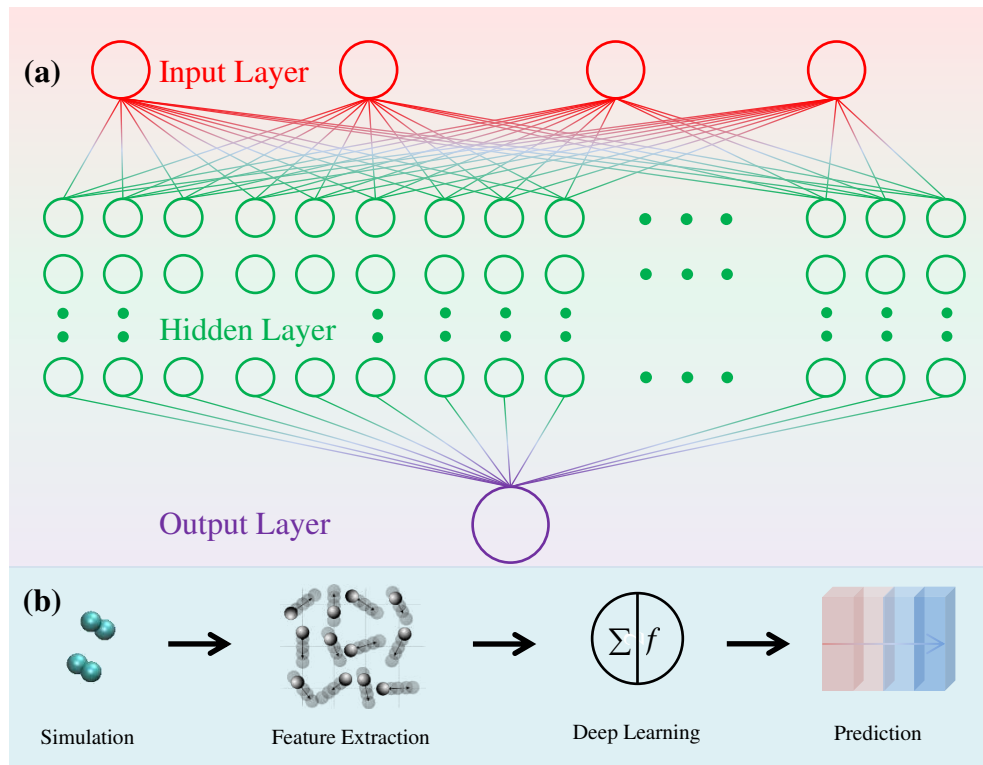 (a)
Input Layer
Hidden Layer
Output Layer
(b)
Σ f
Simulation
Feature Extraction
Deep Learning
Prediction